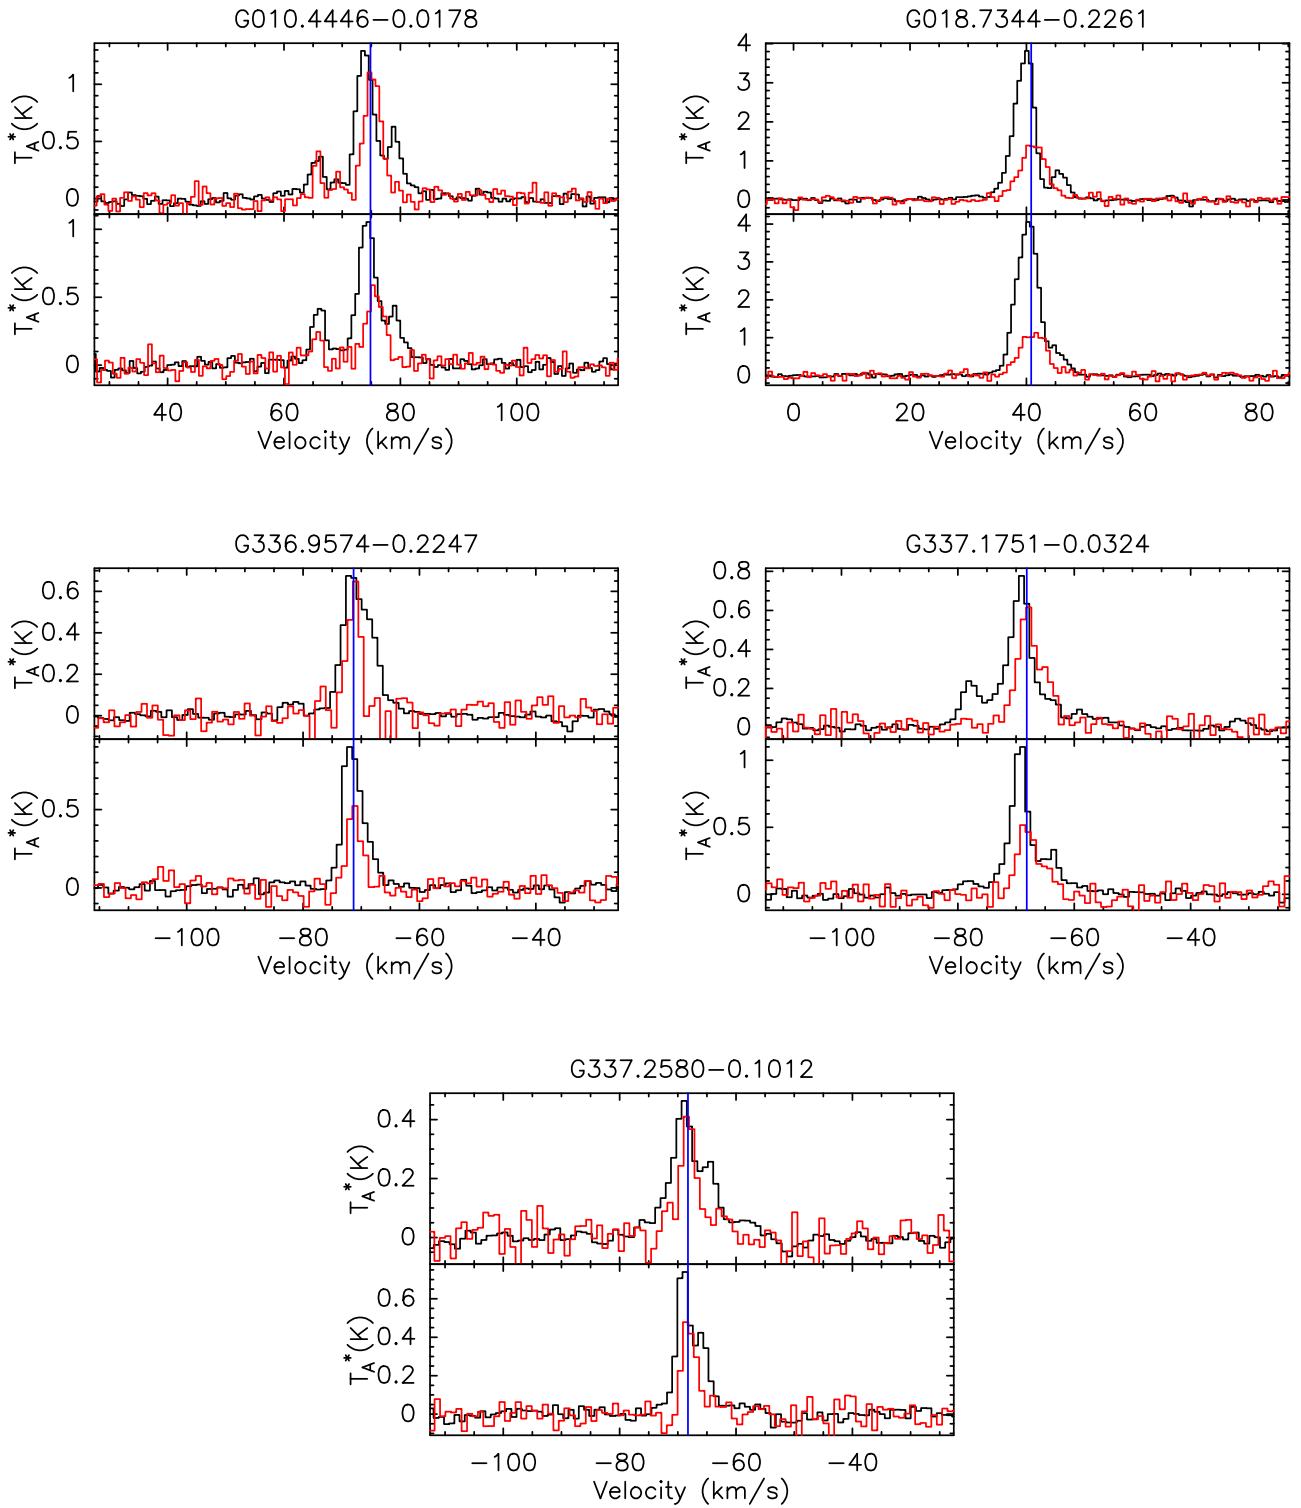 G010.4446−0.0178
T_A*(K)
1
0.5
0
T_A*(K)
1
0.5
0
40 60 80 100
Velocity (km/s)
G018.7344−0.2261
T_A*(K)
4
3
2
1
0
T_A*(K)
4
3
2
1
0
0 20 40 60 80
Velocity (km/s)
G336.9574−0.2247
T_A*(K)
0.6
0.4
0.2
0
T_A*(K)
0.5
0
−100 −80 −60 −40
Velocity (km/s)
G337.1751−0.0324
T_A*(K)
0.8
0.6
0.4
0.2
0
T_A*(K)
1
0.5
0
−100 −80 −60 −40
Velocity (km/s)
G337.2580−0.1012
T_A*(K)
0.4
0.2
0
T_A*(K)
0.6
0.4
0.2
0
−100 −80 −60 −40
Velocity (km/s)